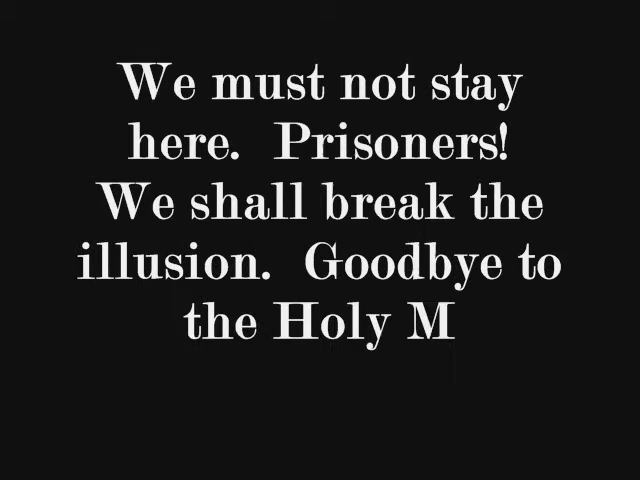 We must not stay
here.  Prisoners!
We shall break the
illusion.  Goodbye to
the Holy M